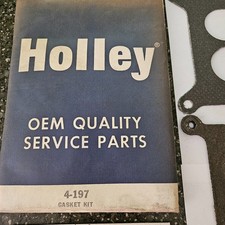 Holley®
OEM QUALITY
SERVICE PARTS
4-197
GASKET KIT